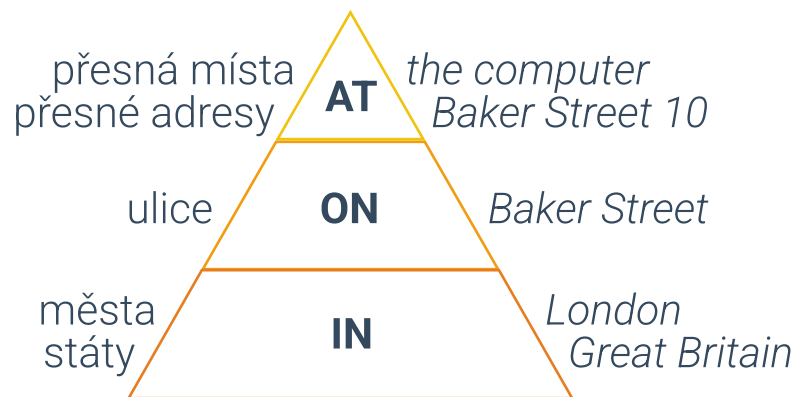 přesná místa
přesné adresy
AT
the computer
Baker Street 10
ulice
ON
Baker Street
města
státy
IN
London
Great Britain